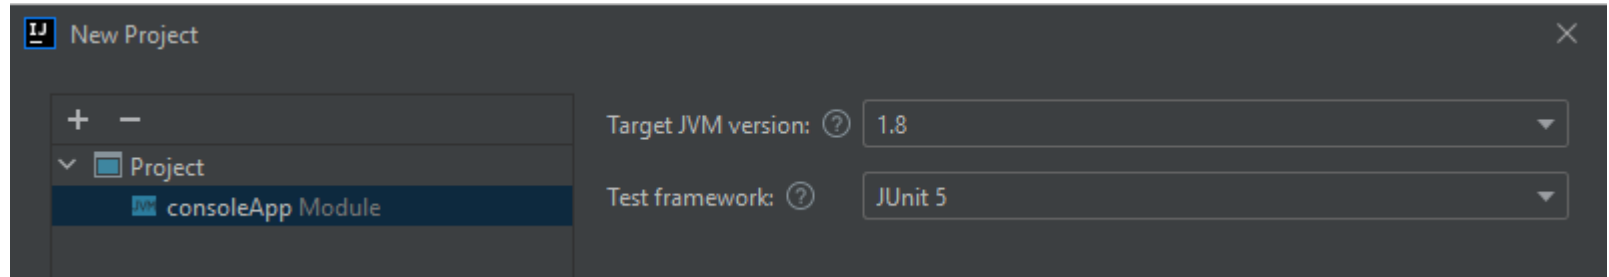 IJ
New Project
Target JVM version: ? 1.8
Project
JVM consoleApp Module
Test framework: ? JUnit 5